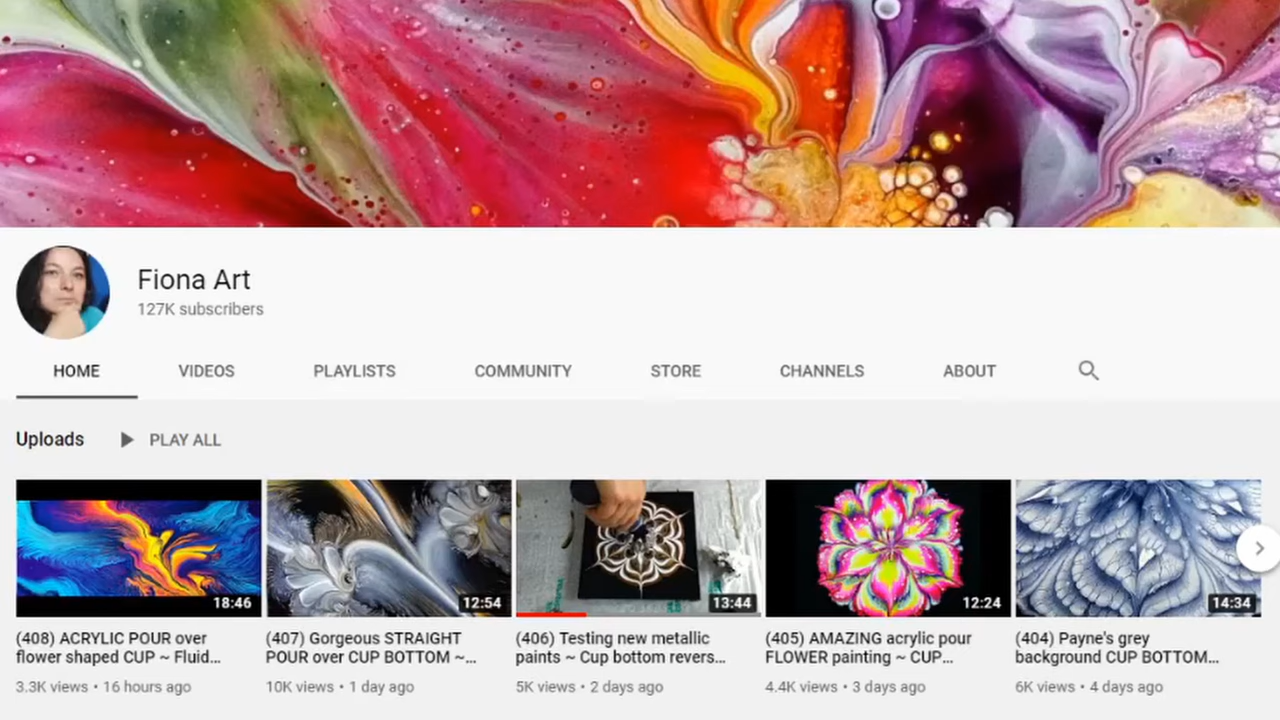 Fiona Art
127K subscribers
HOME VIDEOS PLAYLISTS COMMUNITY STORE CHANNELS ABOUT
Uploads PLAY ALL
18:46 12:54 13:44 12:24 14:34
(408) ACRYLIC POUR over
flower shaped CUP ~ Fluid...
3.3K views • 16 hours ago
(407) Gorgeous STRAIGHT
POUR over CUP BOTTOM ~...
10K views • 1 day ago
(406) Testing new metallic
paints ~ Cup bottom revers...
5K views • 2 days ago
(405) AMAZING acrylic pour
FLOWER painting ~ CUP...
4.4K views • 3 days ago
(404) Payne's grey
background CUP BOTTOM...
6K views • 4 days ago